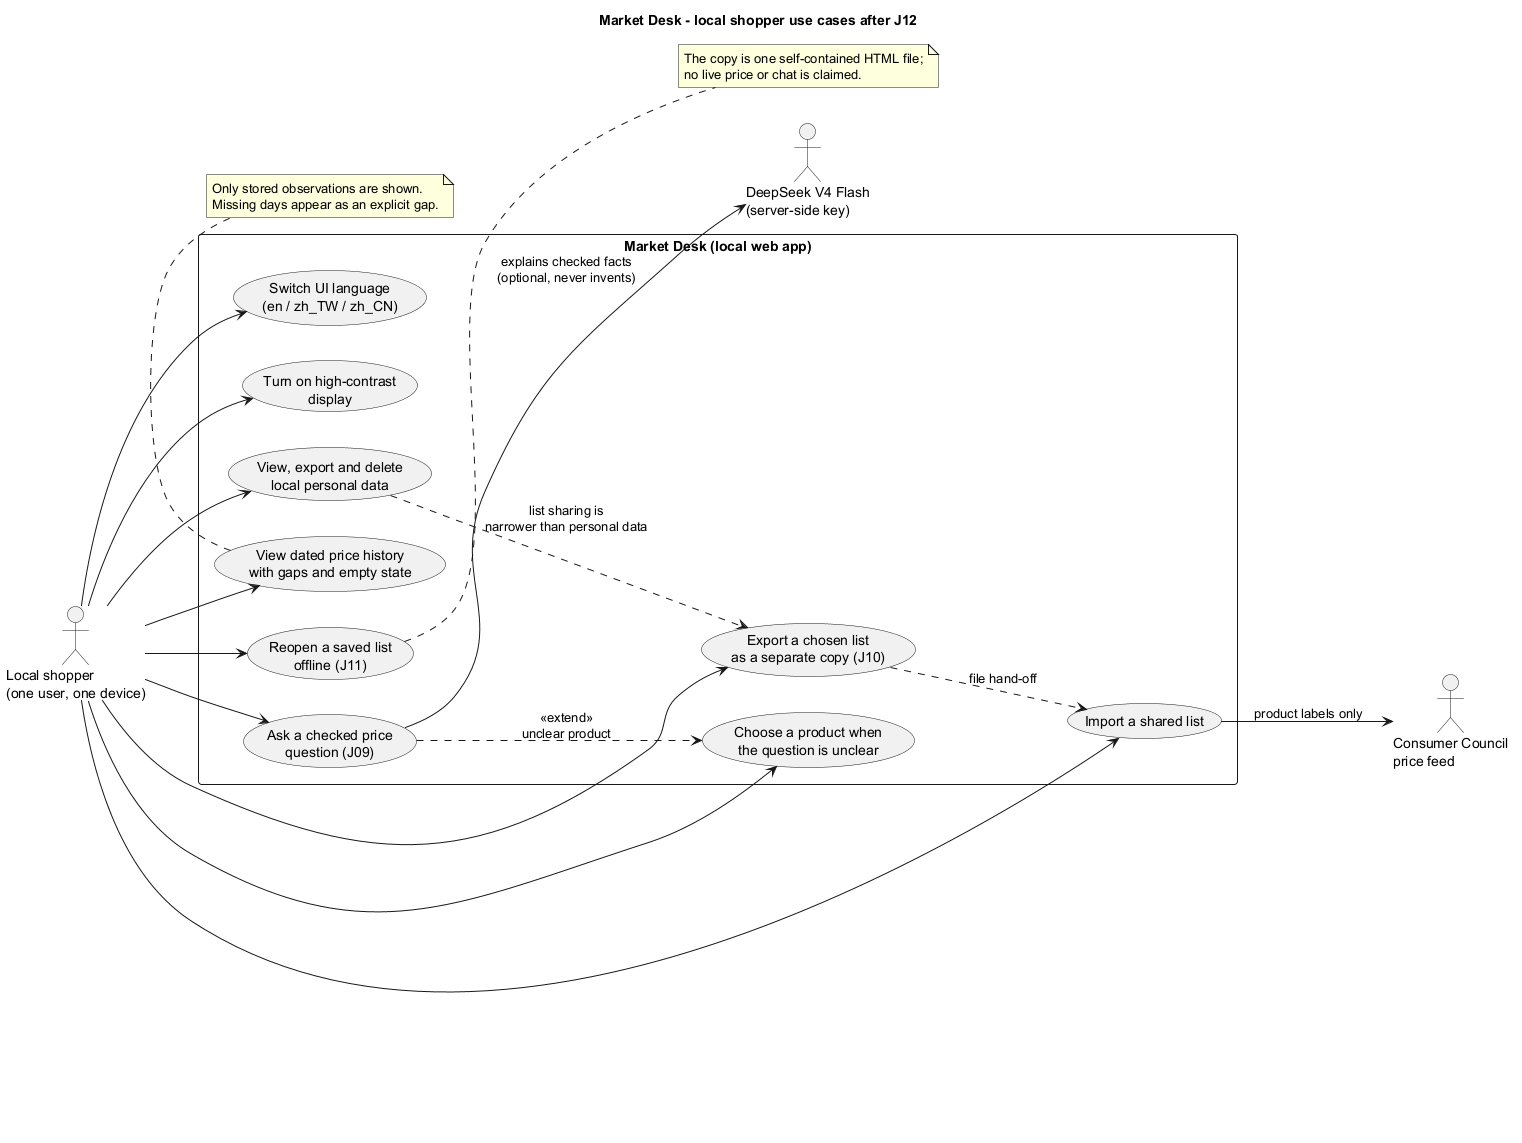 Market Desk - local shopper use cases after J12
The copy is one self-contained HTML file;
no live price or chat is claimed.
DeepSeek V4 Flash
(server-side key)
Only stored observations are shown.
Missing days appear as an explicit gap.
Market Desk (local web app)
explains checked facts
(optional, never invents)
Switch UI language
(en / zh_TW / zh_CN)
Turn on high-contrast
display
View, export and delete
local personal data
list sharing is
narrower than personal data
View dated price history
with gaps and empty state
Reopen a saved list
offline (J11)
Export a chosen list
as a separate copy (J10)
Local shopper
(one user, one device)
file hand-off
Ask a checked price
question (J09)
«extend»
unclear product
Choose a product when
the question is unclear
Import a shared list
product labels only
Consumer Council
price feed